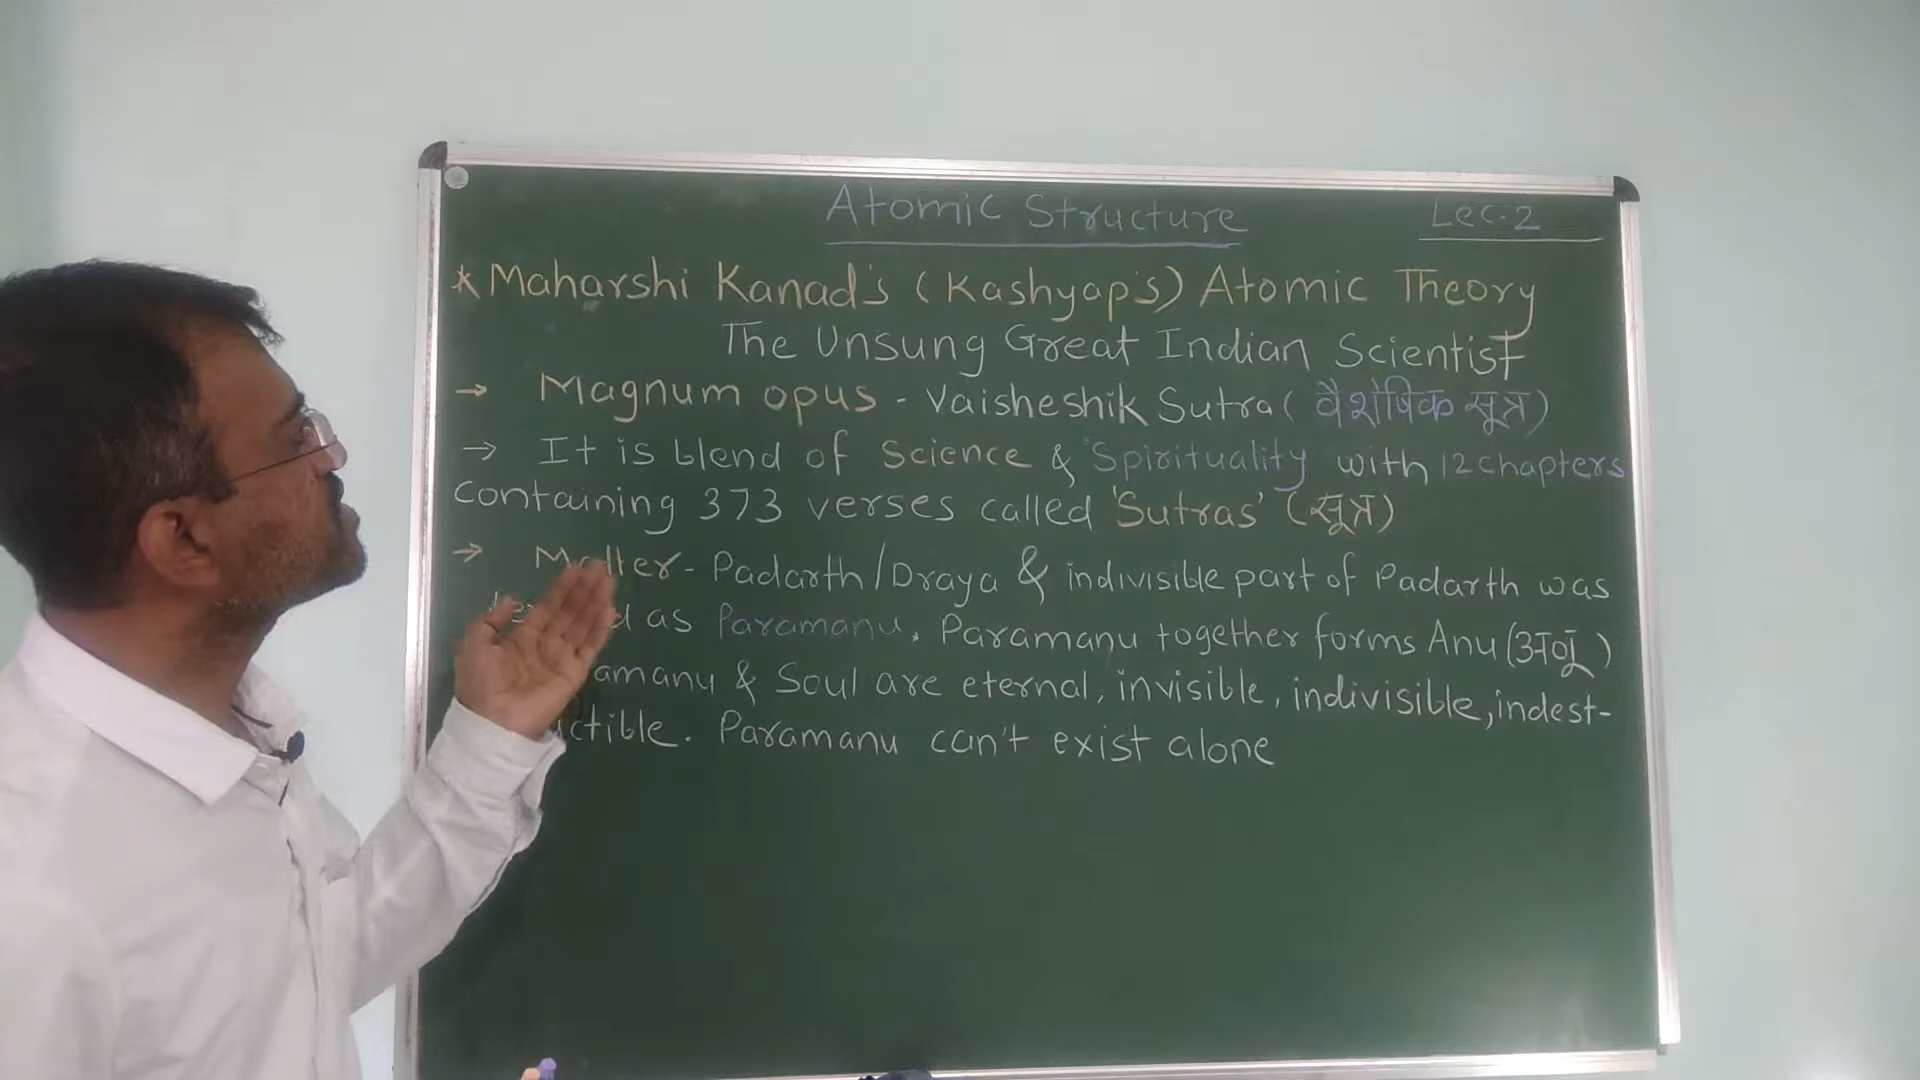 Atomic Structure Lec.2
* Maharshi Kanad's (Kashyap's) Atomic Theory
The Unsung Great Indian Scientist
→ Magnum opus - Vaisheshik Sutra (वैशेषिक सूत्र)
→ It is blend of Science & 'Spirituality with 12 chapters
containing 373 verses called 'Sutras' (सूत्र)
→ Matter - Padarth/Draya & indivisible part of Padarth was
as Paramanu. Paramanu together forms Anu (अणु)
amanu & Soul are eternal, invisible, indivisible, indest-
ctible. Paramanu can't exist alone